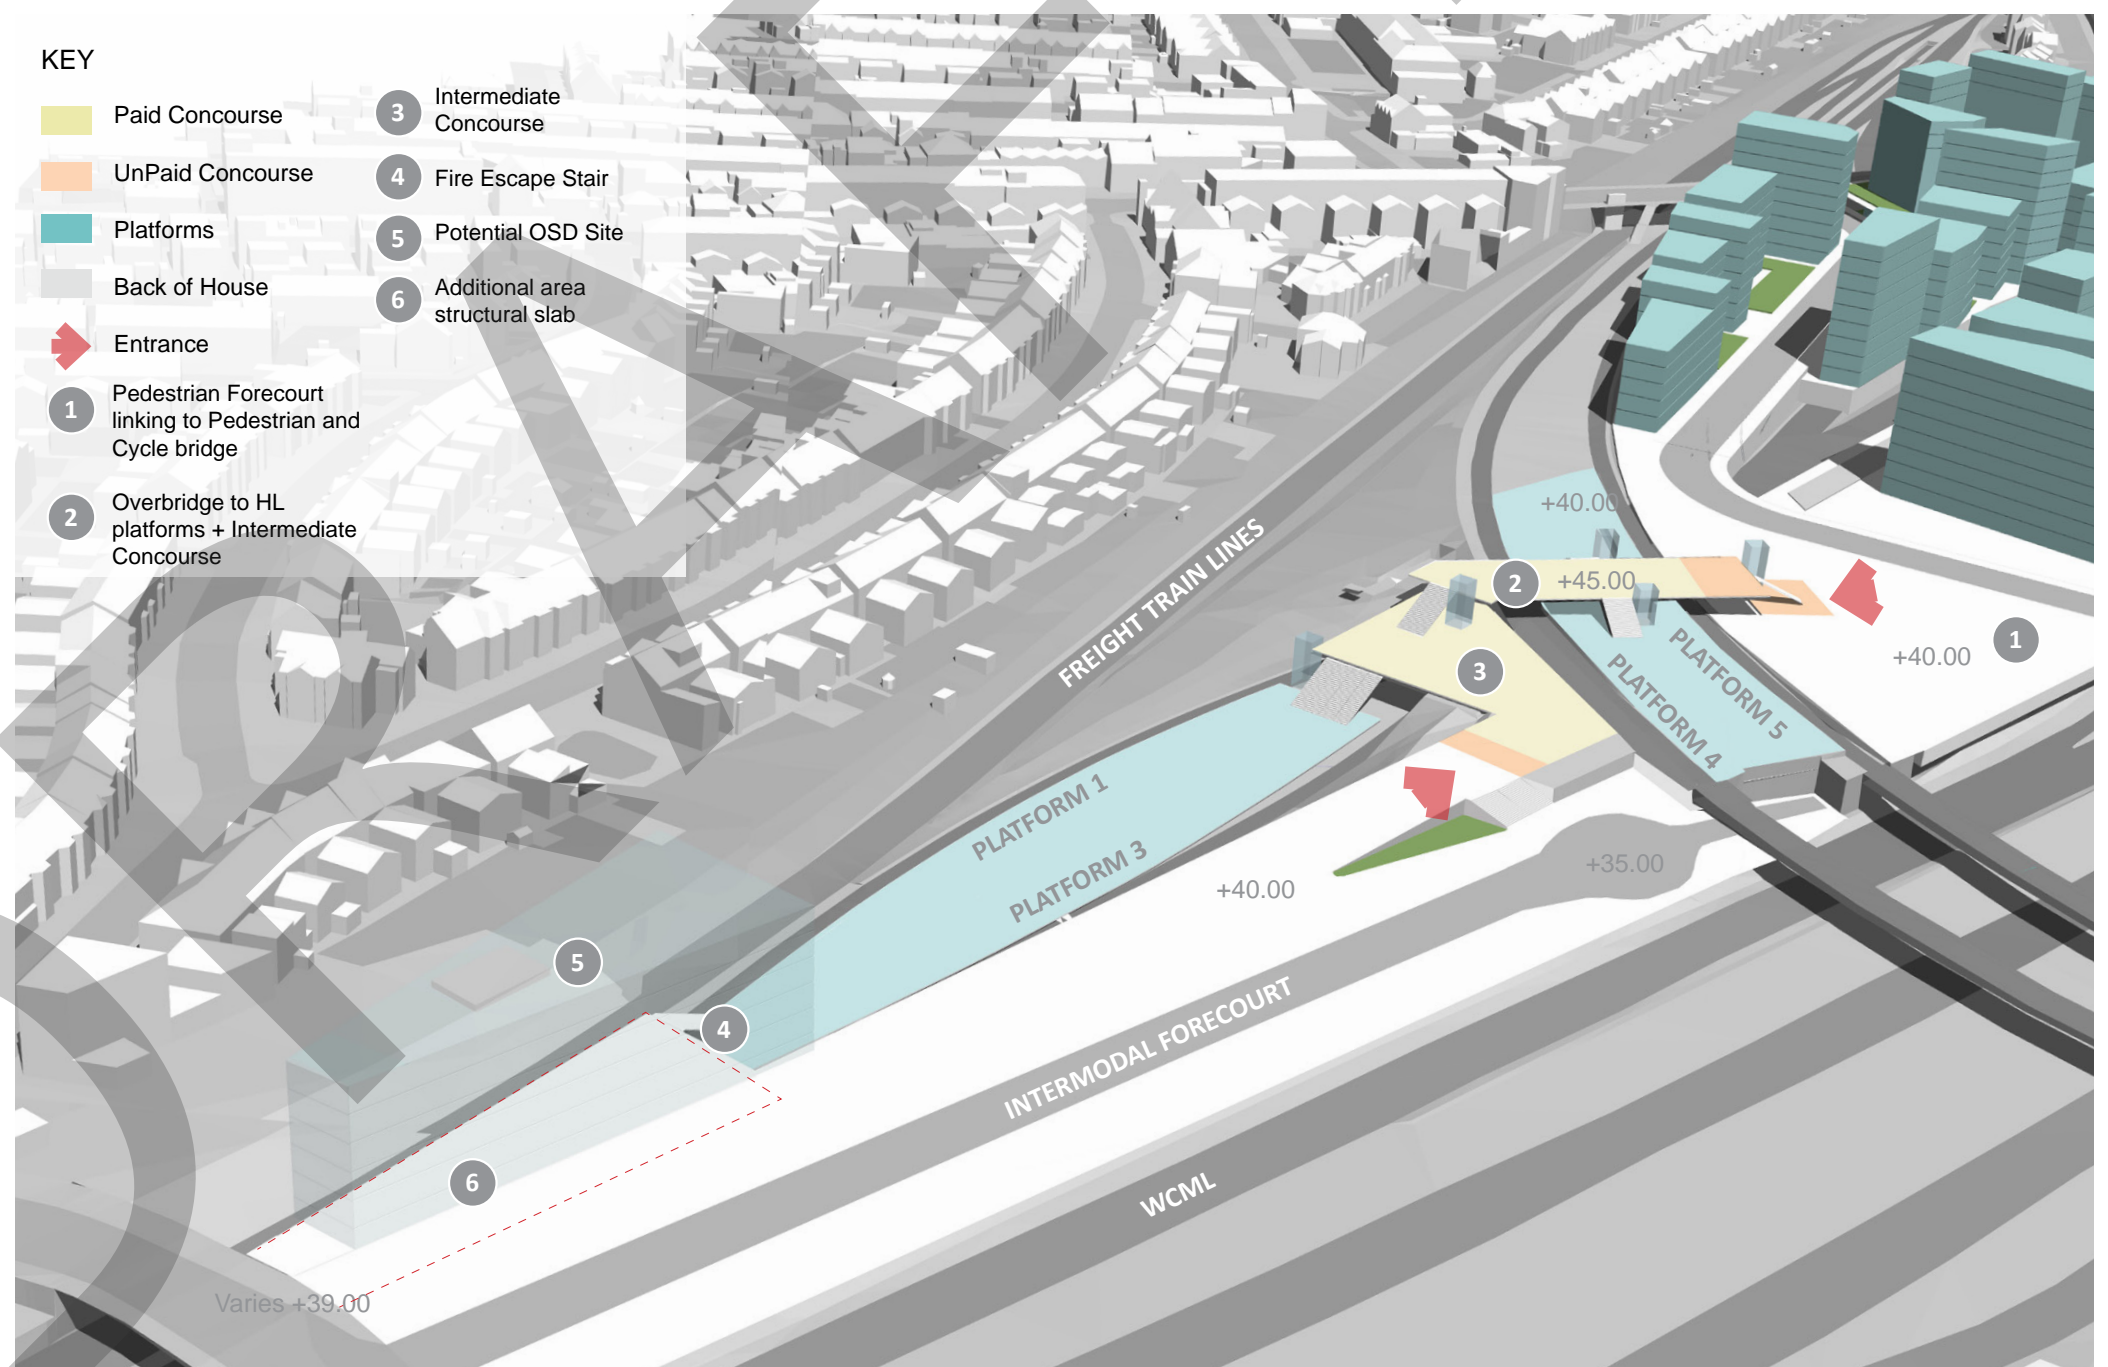 KEY
Paid Concourse
UnPaid Concourse
Platforms
Back of House
Entrance
1
Pedestrian Forecourt
linking to Pedestrian and
Cycle bridge
2
Overbridge to HL
platforms + Intermediate
Concourse
3
Intermediate
Concourse
4
Fire Escape Stair
5
Potential OSD Site
6
Additional area
structural slab
+40.00
FREIGHT TRAIN LINES
2
+45.00
1
+40.00
3
PLATFORM 5
PLATFORM 4
PLATFORM 1
PLATFORM 3
+40.00
+35.00
5
4
INTERMODAL FORECOURT
6
WCML
Varies +39.00